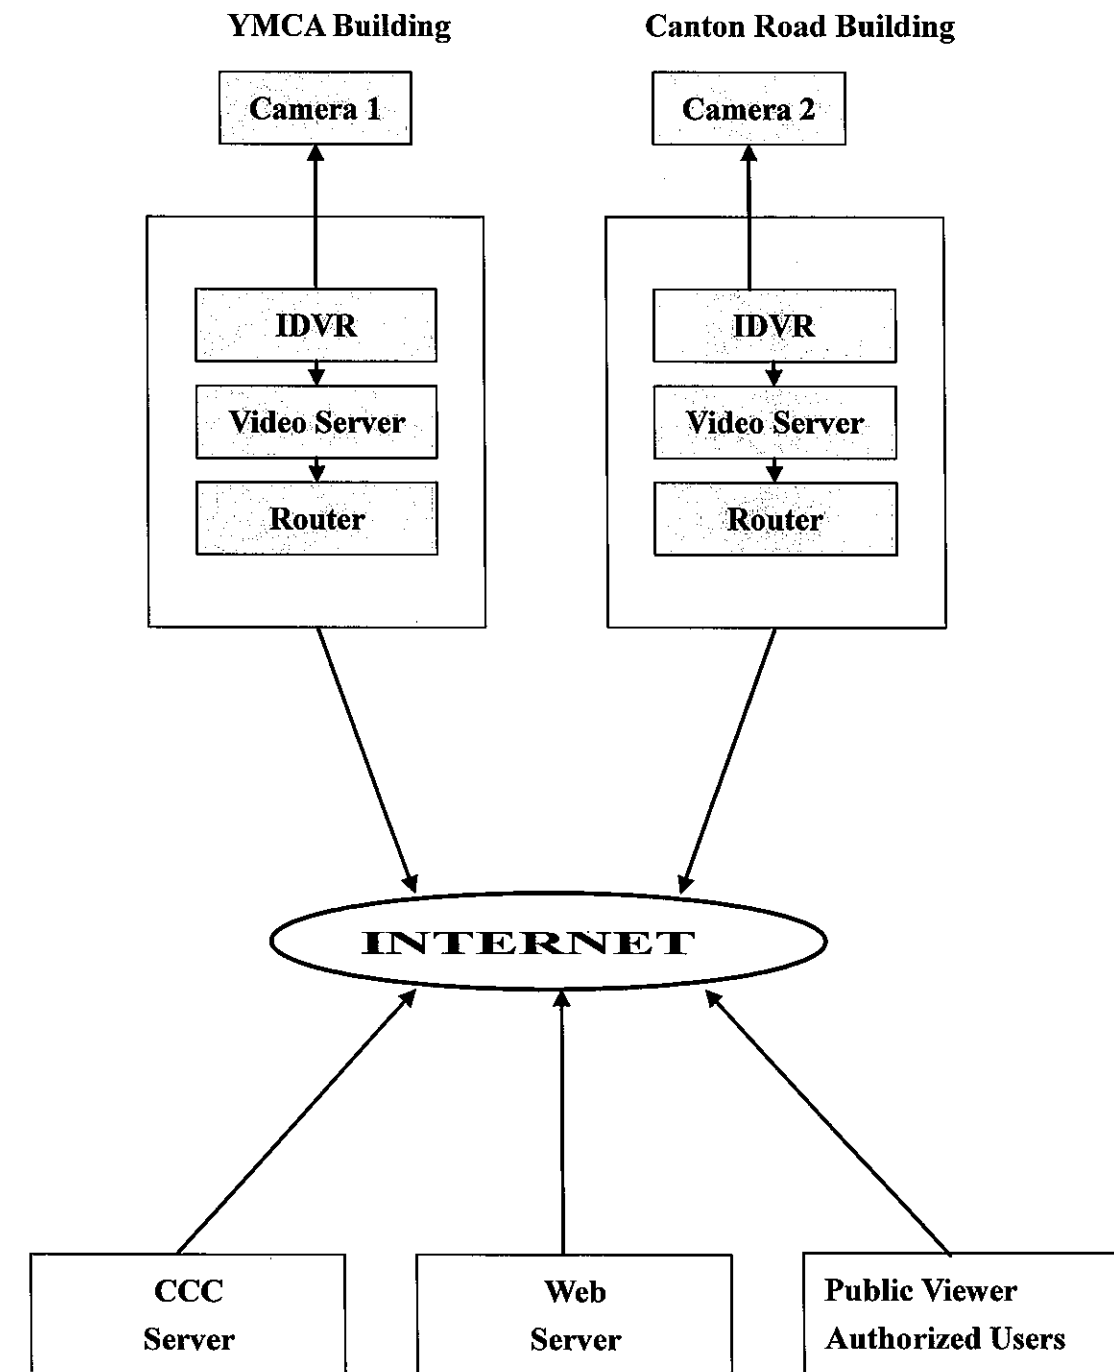 YMCA Building
Canton Road Building
Camera 1
Camera 2
IDVR
IDVR
Video Server
Video Server
Router
Router
INTERNET
CCC
Server
Web
Server
Public Viewer
Authorized Users